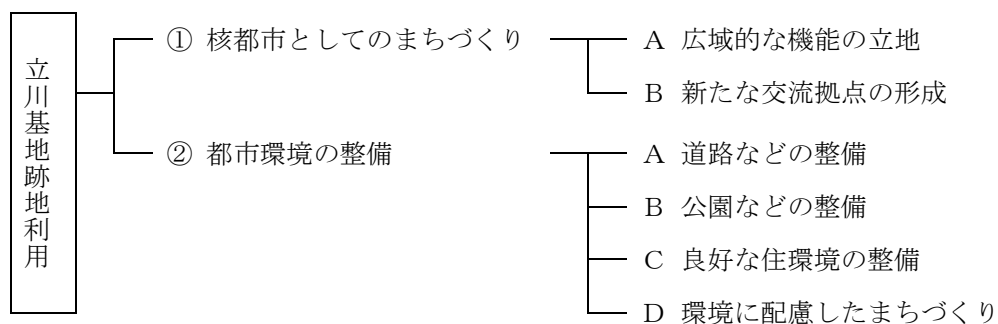 立川基地跡地利用
① 核都市としてのまちづくり
A 広域的な機能の立地
B 新たな交流拠点の形成
② 都市環境の整備
A 道路などの整備
B 公園などの整備
C 良好な住環境の整備
D 環境に配慮したまちづくり